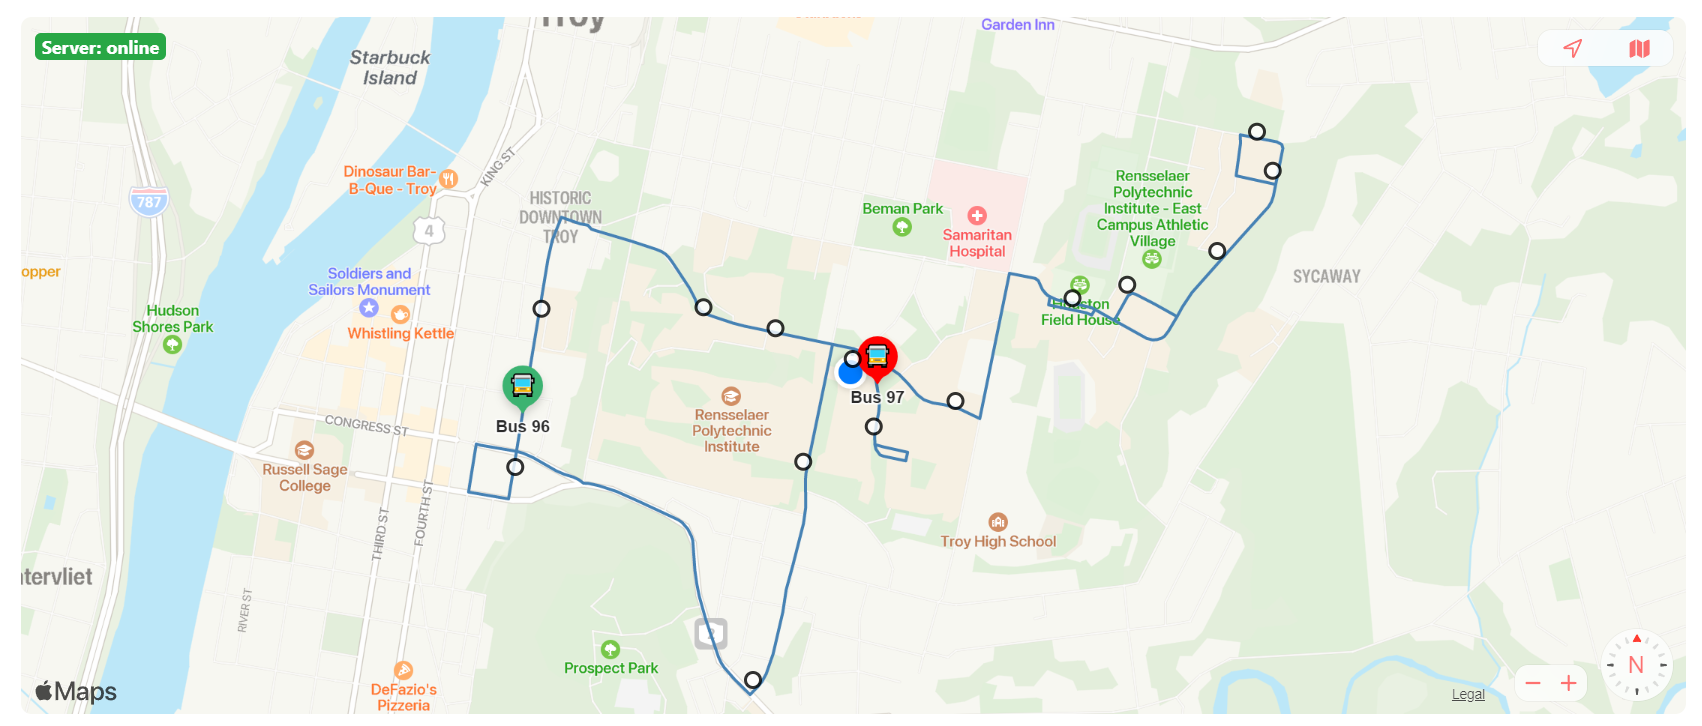 Troy
Garden Inn
Server: online
Starbuck
Island
KING ST
Dinosaur Bar-
B-Que - Troy
787
4
HISTORIC
DOWNTOWN
TROY
Beman Park
Samaritan
Hospital
Rensselaer
Polytechnic
Institute - East
Campus Athletic
Village
SYCAWAY
opper
Soldiers and
Sailors Monument
Hudson
Shores Park
Whistling Kettle
Houston
Field House
Bus 97
Bus 96
CONGRESS ST
Rensselaer
Polytechnic
Institute
Russell Sage
College
THIRD ST
FOURTH ST
Troy High School
tervliet
RIVER ST
2
Prospect Park
DeFazio's
Pizzeria
Maps
N
Legal